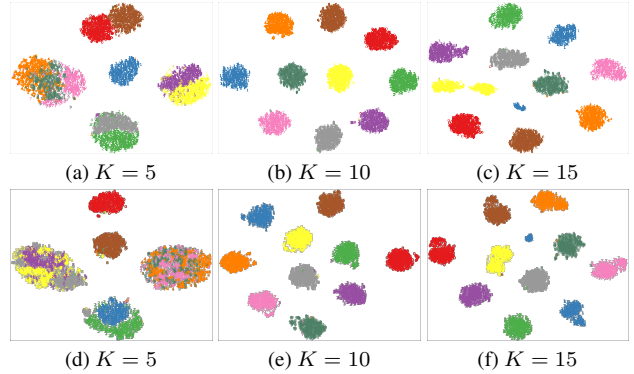 (a) K = 5
(b) K = 10
(c) K = 15
(d) K = 5
(e) K = 10
(f) K = 15